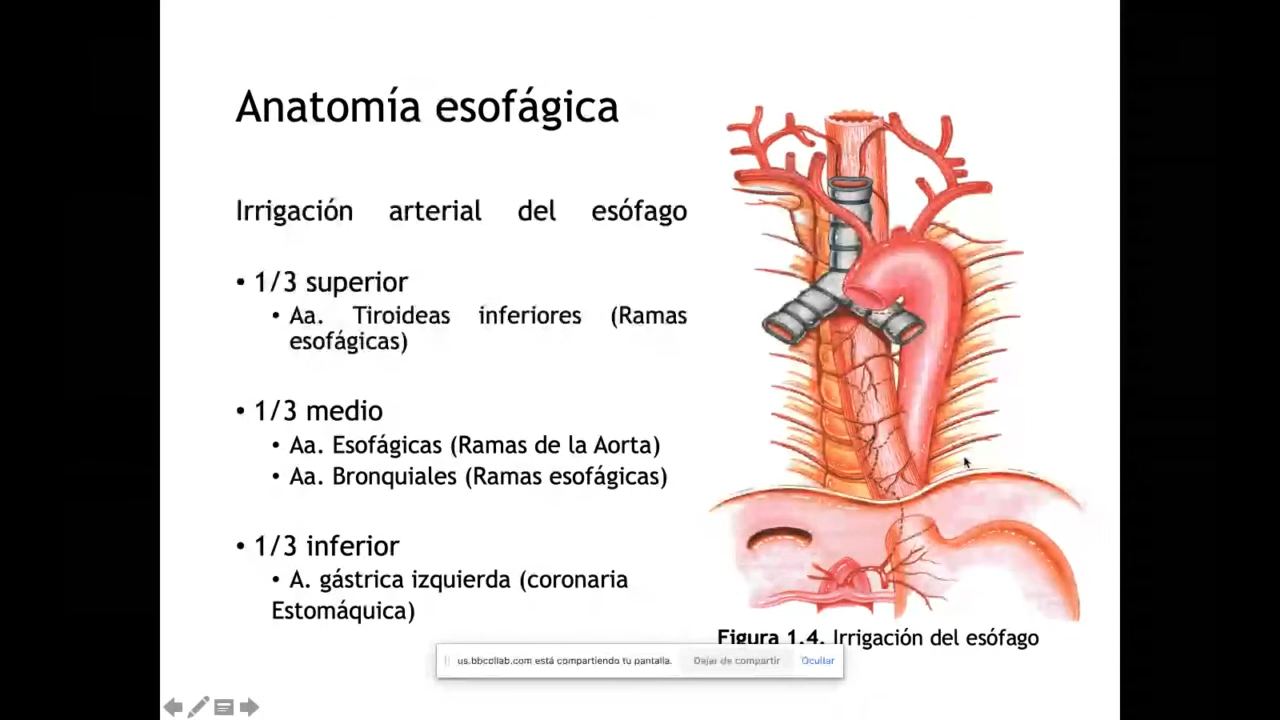 Anatomía esofágica
Irrigación arterial del esófago
• 1/3 superior
• Aa. Tiroideas inferiores (Ramas
esofágicas)
• 1/3 medio
• Aa. Esofágicas (Ramas de la Aorta)
• Aa. Bronquiales (Ramas esofágicas)
• 1/3 inferior
• A. gástrica izquierda (coronaria
Estomáquica)
Figura 1.4. Irrigación del esófago
us.bbcollab.com está compartiendo tu pantalla. Dejar de compartir Ocultar